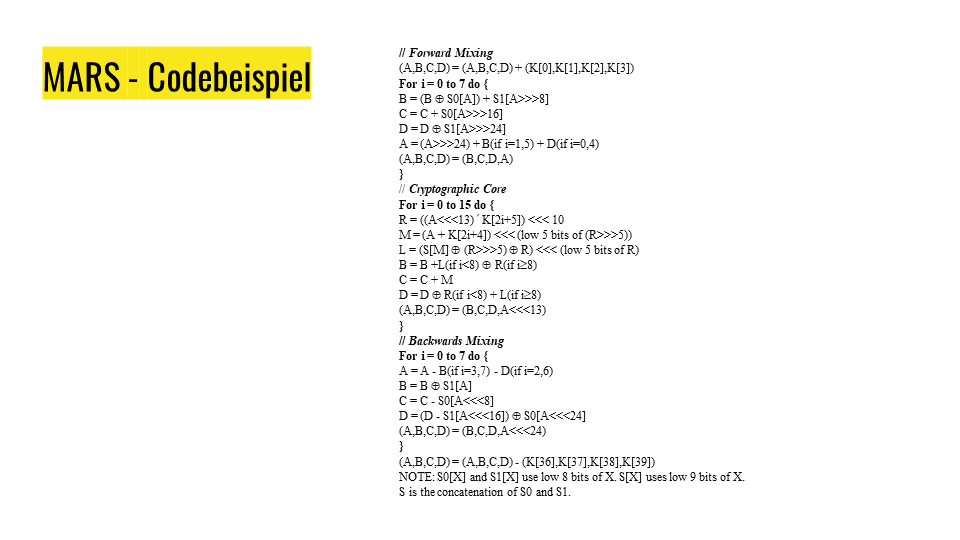 MARS - Codebeispiel
// Forward Mixing
(A,B,C,D) = (A,B,C,D) + (K[0],K[1],K[2],K[3])
For i = 0 to 7 do {
B = (B ⊕ S0[A]) + S1[A>>>8]
C = C + S0[A>>>16]
D = D ⊕ S1[A>>>24]
A = (A>>>24) + B(if i=1,5) + D(if i=0,4)
(A,B,C,D) = (B,C,D,A)
}
// Cryptographic Core
For i = 0 to 15 do {
R = ((A<<<13) ´ K[2i+5]) <<< 10
M = (A + K[2i+4]) <<< (low 5 bits of (R>>>5))
L = (S[M] ⊕ (R>>>5) ⊕ R) <<< (low 5 bits of R)
B = B +L(if i<8) ⊕ R(if i≥8)
C = C + M
D = D ⊕ R(if i<8) + L(if i≥8)
(A,B,C,D) = (B,C,D,A<<<13)
}
// Backwards Mixing
For i = 0 to 7 do {
A = A - B(if i=3,7) - D(if i=2,6)
B = B ⊕ S1[A]
C = C - S0[A<<<8]
D = (D - S1[A<<<16]) ⊕ S0[A<<<24]
(A,B,C,D) = (B,C,D,A<<<24)
}
(A,B,C,D) = (A,B,C,D) - (K[36],K[37],K[38],K[39])
NOTE: S0[X] and S1[X] use low 8 bits of X. S[X] uses low 9 bits of X.
S is the concatenation of S0 and S1.